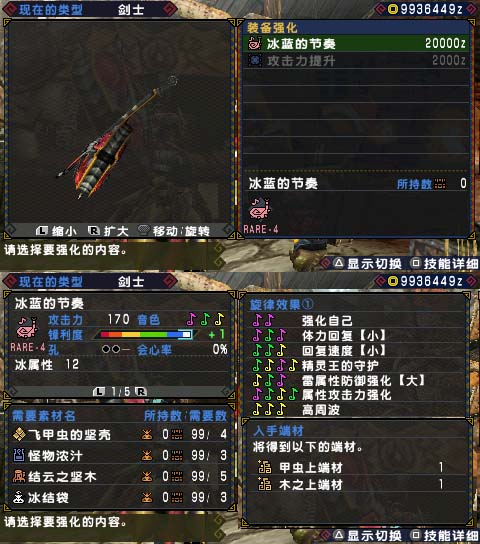 现在的类型 剑士
9936449z
装备强化
冰蓝的节奏 20000z
攻击力提升 2000z
冰蓝的节奏 所持数 0
RARE-4
L 缩小 R 扩大 移动/旋转
请选择要强化的内容。
△显示切换 □技能详细
现在的类型 剑士
9936449z
冰蓝的节奏
攻击力 170 音色
RARE-4
锋利度 +1
孔 ○○— 会心率 0%
冰属性 12
L 1/5 R
需要素材名 所持数/需要数
飞甲虫的坚壳 0 99/ 4
怪物浓汁 0 99/ 3
结云之坚木 0 99/ 5
冰结袋 0 99/ 3
请选择要强化的内容。
旋律效果①
强化自己
体力回复【小】
回复速度【小】
精灵王的守护
雷属性防御强化【大】
属性攻击力强化
高周波
入手端材
将得到以下的端材。
甲虫上端材 1
木之上端材 1
△显示切换 □技能详细